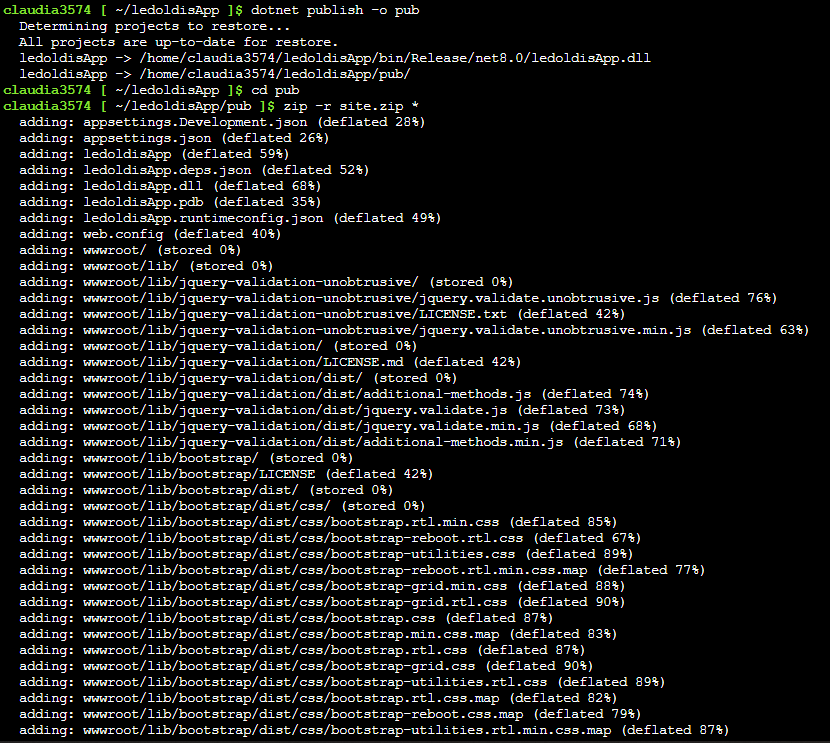 claudia3574 [ ~/ledoldisApp ]$ dotnet publish -o pub
Determining projects to restore...
All projects are up-to-date for restore.
ledoldisApp -> /home/claudia3574/ledoldisApp/bin/Release/net8.0/ledoldisApp.dll
ledoldisApp -> /home/claudia3574/ledoldisApp/pub/
claudia3574 [ ~/ledoldisApp ]$ cd pub
claudia3574 [ ~/ledoldisApp/pub ]$ zip -r site.zip *
adding: appsettings.Development.json (deflated 28%)
adding: appsettings.json (deflated 26%)
adding: ledoldisApp (deflated 59%)
adding: ledoldisApp.deps.json (deflated 52%)
adding: ledoldisApp.dll (deflated 68%)
adding: ledoldisApp.pdb (deflated 35%)
adding: ledoldisApp.runtimeconfig.json (deflated 49%)
adding: web.config (deflated 40%)
adding: wwwroot/ (stored 0%)
adding: wwwroot/lib/ (stored 0%)
adding: wwwroot/lib/jquery-validation-unobtrusive/ (stored 0%)
adding: wwwroot/lib/jquery-validation-unobtrusive/jquery.validate.unobtrusive.js (deflated 76%)
adding: wwwroot/lib/jquery-validation-unobtrusive/LICENSE.txt (deflated 42%)
adding: wwwroot/lib/jquery-validation-unobtrusive/jquery.validate.unobtrusive.min.js (deflated 63%)
adding: wwwroot/lib/jquery-validation/ (stored 0%)
adding: wwwroot/lib/jquery-validation/LICENSE.md (deflated 42%)
adding: wwwroot/lib/jquery-validation/dist/ (stored 0%)
adding: wwwroot/lib/jquery-validation/dist/additional-methods.js (deflated 74%)
adding: wwwroot/lib/jquery-validation/dist/jquery.validate.js (deflated 73%)
adding: wwwroot/lib/jquery-validation/dist/jquery.validate.min.js (deflated 68%)
adding: wwwroot/lib/jquery-validation/dist/additional-methods.min.js (deflated 71%)
adding: wwwroot/lib/bootstrap/ (stored 0%)
adding: wwwroot/lib/bootstrap/LICENSE (deflated 42%)
adding: wwwroot/lib/bootstrap/dist/ (stored 0%)
adding: wwwroot/lib/bootstrap/dist/css/ (stored 0%)
adding: wwwroot/lib/bootstrap/dist/css/bootstrap.rtl.min.css (deflated 85%)
adding: wwwroot/lib/bootstrap/dist/css/bootstrap-reboot.rtl.css (deflated 67%)
adding: wwwroot/lib/bootstrap/dist/css/bootstrap-utilities.css (deflated 89%)
adding: wwwroot/lib/bootstrap/dist/css/bootstrap-reboot.rtl.min.css.map (deflated 77%)
adding: wwwroot/lib/bootstrap/dist/css/bootstrap-grid.min.css (deflated 88%)
adding: wwwroot/lib/bootstrap/dist/css/bootstrap-grid.rtl.css (deflated 90%)
adding: wwwroot/lib/bootstrap/dist/css/bootstrap.css (deflated 87%)
adding: wwwroot/lib/bootstrap/dist/css/bootstrap.min.css.map (deflated 83%)
adding: wwwroot/lib/bootstrap/dist/css/bootstrap.rtl.css (deflated 87%)
adding: wwwroot/lib/bootstrap/dist/css/bootstrap-grid.css (deflated 90%)
adding: wwwroot/lib/bootstrap/dist/css/bootstrap-utilities.rtl.css (deflated 89%)
adding: wwwroot/lib/bootstrap/dist/css/bootstrap.rtl.css.map (deflated 82%)
adding: wwwroot/lib/bootstrap/dist/css/bootstrap-reboot.css.map (deflated 79%)
adding: wwwroot/lib/bootstrap/dist/css/bootstrap-utilities.rtl.min.css.map (deflated 87%)